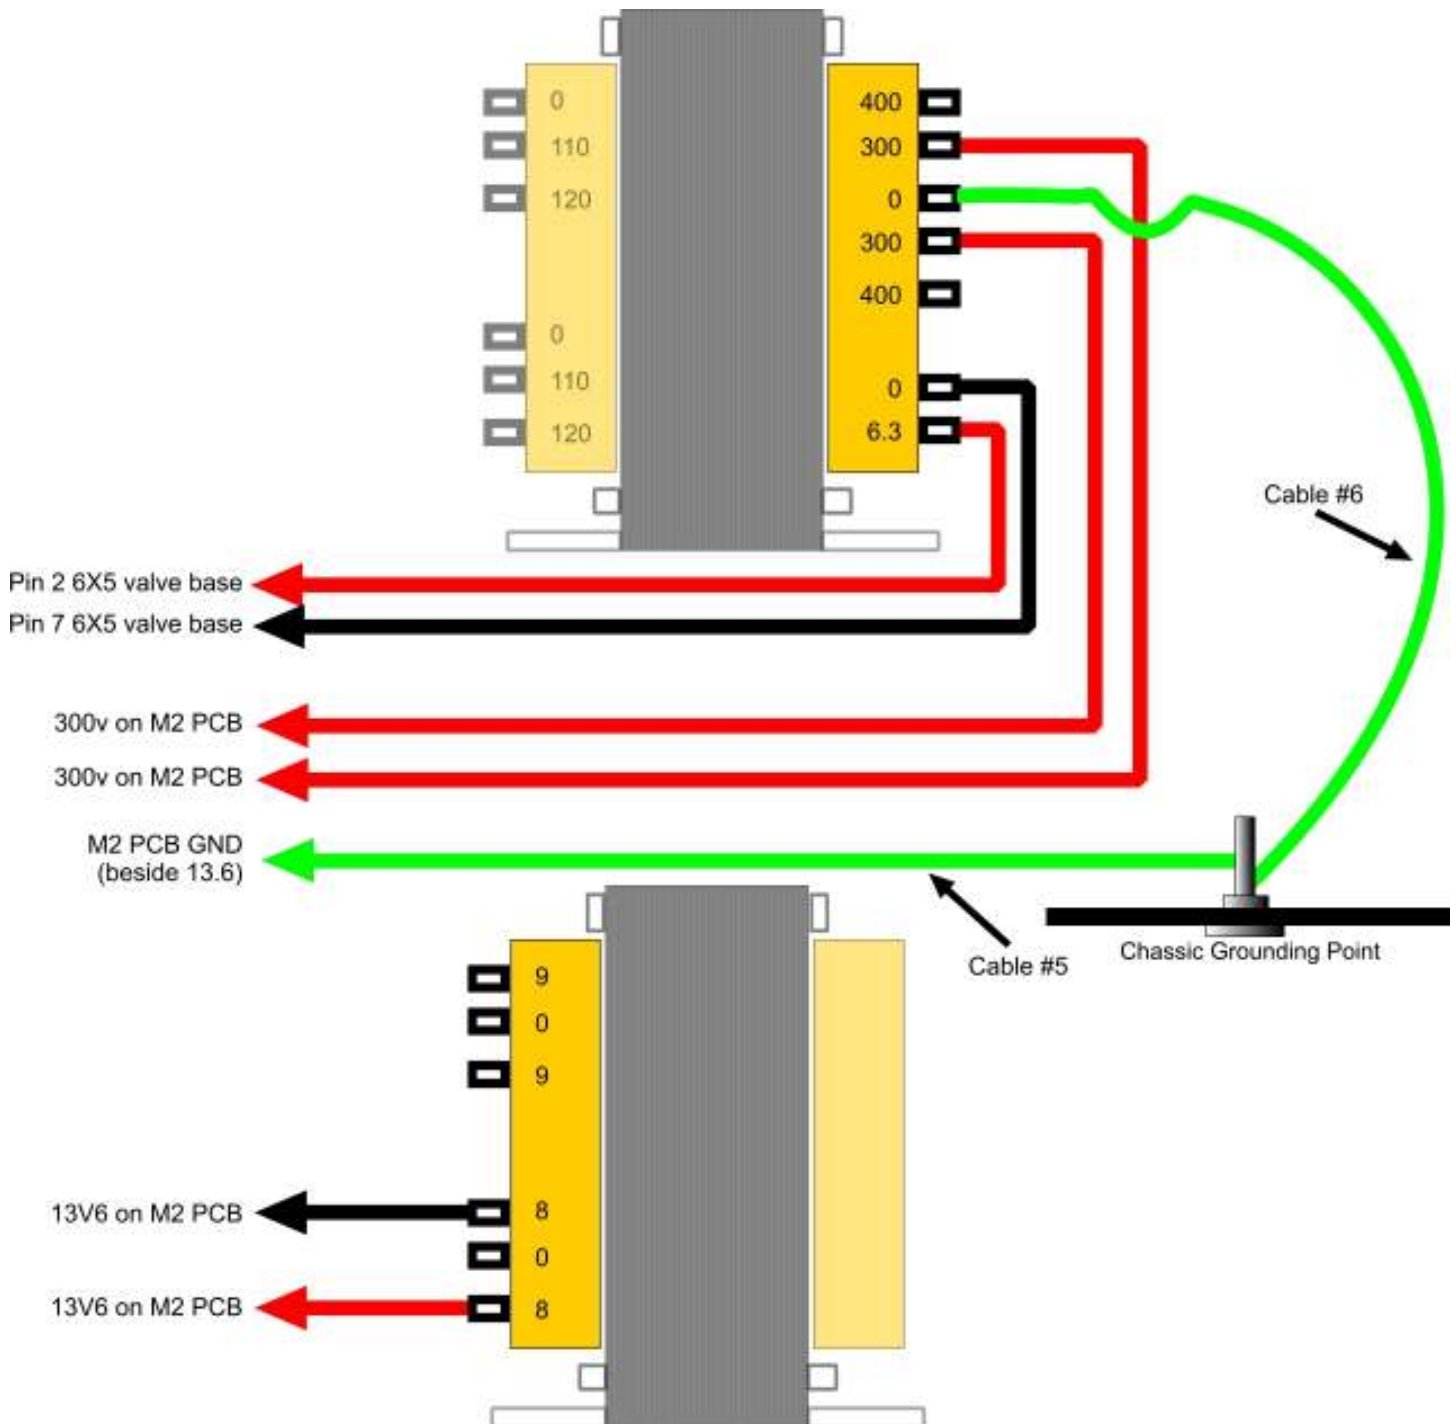 0
110
120
0
110
120
400
300
0
300
400
0
6.3
Cable #6
Pin 2 6X5 valve base
Pin 7 6X5 valve base
300v on M2 PCB
300v on M2 PCB
M2 PCB GND
(beside 13.6)
Cable #5
Chassic Grounding Point
9
0
9
8
0
8
13V6 on M2 PCB
13V6 on M2 PCB